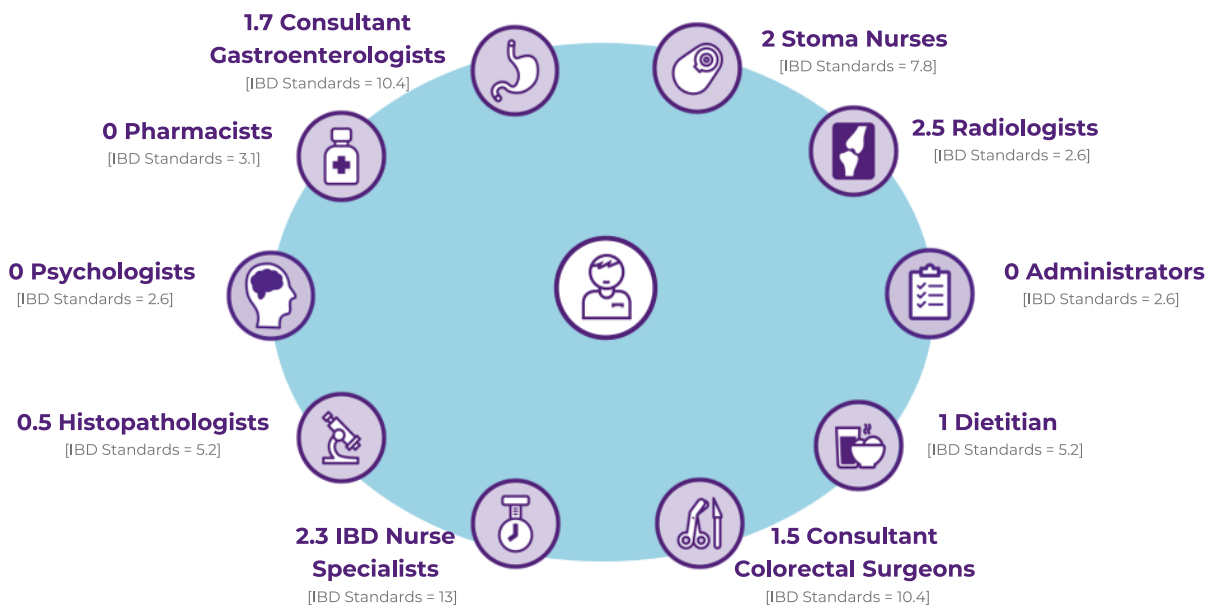 1.7 Consultant
Gastroenterologists
[IBD Standards = 10.4]
2 Stoma Nurses
[IBD Standards = 7.8]
0 Pharmacists
[IBD Standards = 3.1]
2.5 Radiologists
[IBD Standards = 2.6]
0 Psychologists
[IBD Standards = 2.6]
0 Administrators
[IBD Standards = 2.6]
0.5 Histopathologists
[IBD Standards = 5.2]
1 Dietitian
[IBD Standards = 5.2]
2.3 IBD Nurse
Specialists
[IBD Standards = 13]
1.5 Consultant
Colorectal Surgeons
[IBD Standards = 10.4]